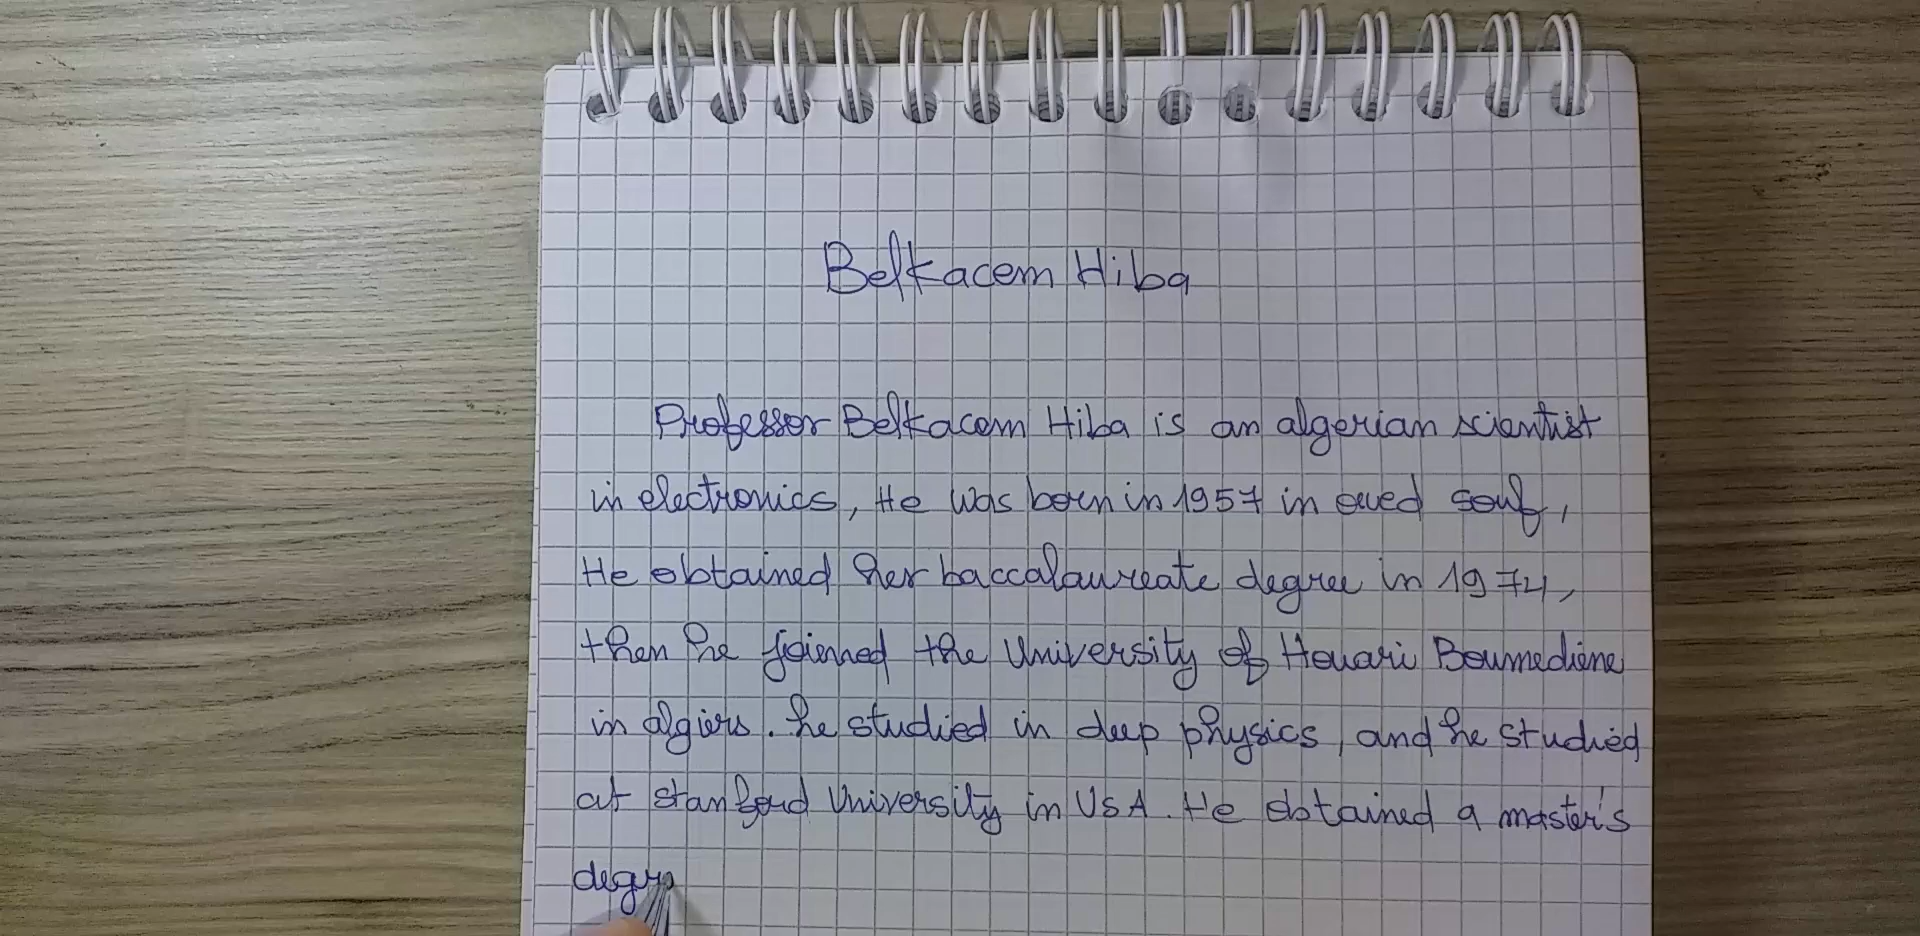 Belkacem Hiba
Professor Belkacem Hiba is an algerian scientist
in electronics, He was born in 1957 in oued souf,
He obtained her baccalaureate degree in 1974,
then he joienned the University of Houari Boumediene
in algiers. he studied in deep physics, and he studied
at stanford University in USA. He obtained a master's
degre